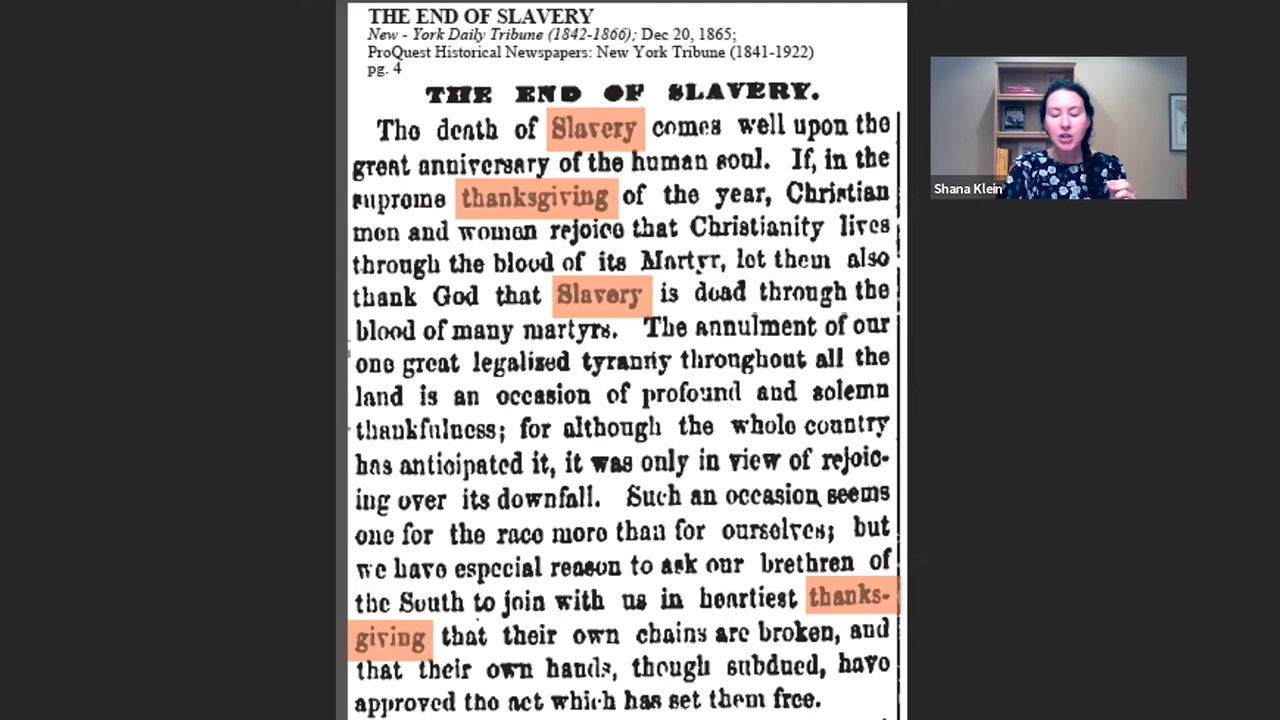 THE END OF SLAVERY
New - York Daily Tribune (1842-1866); Dec 20, 1865;
ProQuest Historical Newspapers: New York Tribune (1841-1922)
pg. 4
THE END OF SLAVERY.
The death of Slavery comes well upon the
great anniversary of the human soul. If, in the
supreme thanksgiving of the year, Christian
men and women rejoice that Christianity lives
through the blood of its Martyr, let them also
thank God that Slavery is dead through the
blood of many martyrs. The annulment of our
one great legalized tyranny throughout all the
land is an occasion of profound and solemn
thankfulness; for although the whole country
has anticipated it, it was only in view of rejoic-
ing over its downfall. Such an occasion seems
one for the race more than for ourselves; but
we have especial reason to ask our brethren of
the South to join with us in heartiest thanks-
giving that their own chains are broken, and
that their own hands, though subdued, have
approved the act which has set them free.
Shana Klein